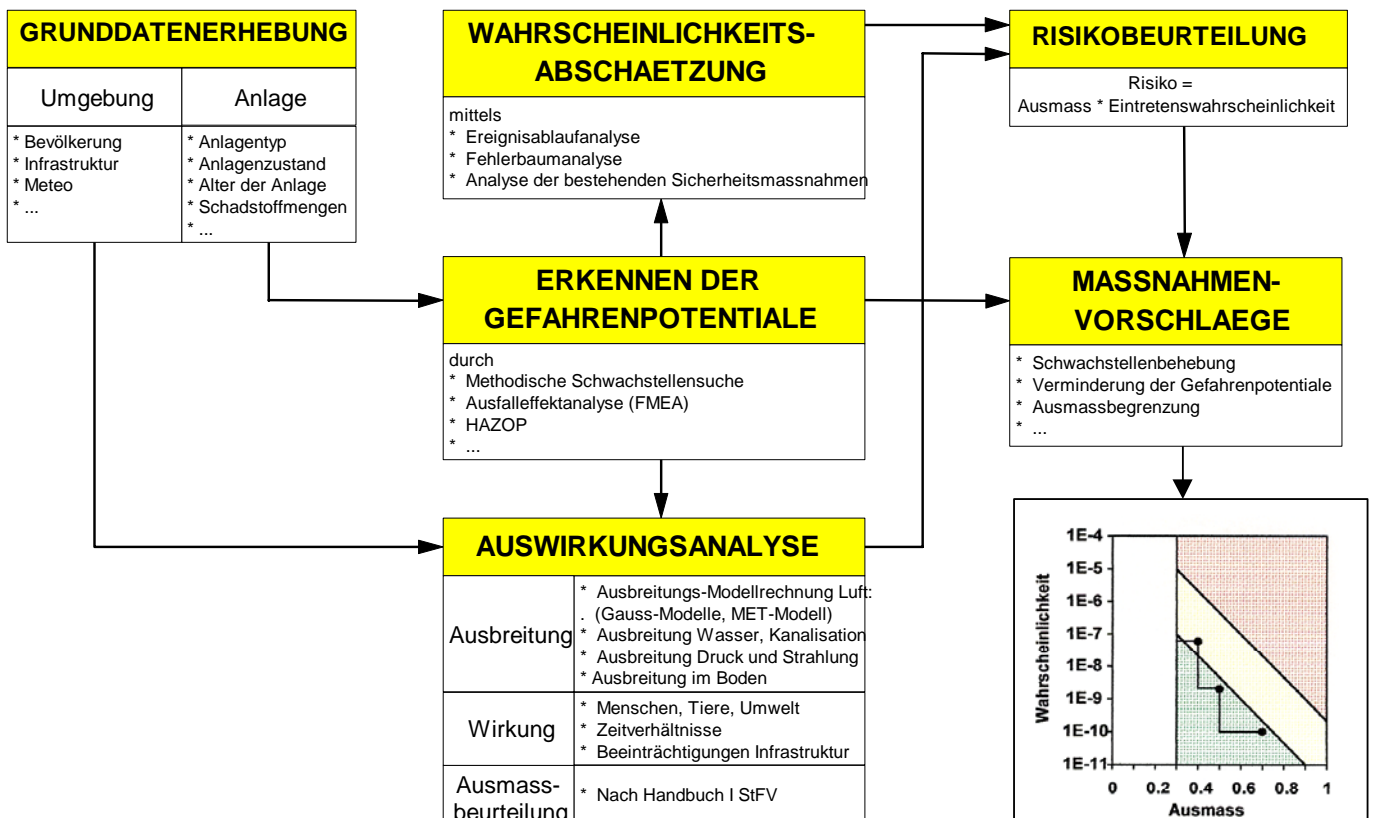 GRUNDDATENERHEBUNG
Umgebung
Anlage
* Bevölkerung
* Infrastruktur
* Meteo
* ...
* Anlagentyp
* Anlagenzustand
* Alter der Anlage
* Schadstoffmengen
* ...
WAHRSCHEINLICHKEITS-
ABSCHAETZUNG
mittels
* Ereignisablaufanalyse
* Fehlerbaumanalyse
* Analyse der bestehenden Sicherheitsmassnahmen
RISIKOBEURTEILUNG
Risiko =
Ausmass * Eintretenswahrscheinlichkeit
ERKENNEN DER
GEFAHRENPOTENTIALE
durch
* Methodische Schwachstellensuche
* Ausfalleffektanalyse (FMEA)
* HAZOP
* ...
MASSNAHMEN-
VORSCHLAEGE
* Schwachstellenbehebung
* Verminderung der Gefahrenpotentiale
* Ausmassbegrenzung
* ...
AUSWIRKUNGSANALYSE
Ausbreitung
* Ausbreitungs-Modellrechnung Luft:
. (Gauss-Modelle, MET-Modell)
* Ausbreitung Wasser, Kanalisation
* Ausbreitung Druck und Strahlung
* Ausbreitung im Boden
Wirkung
* Menschen, Tiere, Umwelt
* Zeitverhältnisse
* Beeinträchtigungen Infrastruktur
Ausmass-
beurteilung
* Nach Handbuch I StFV
Wahrscheinlichkeit
1E-4
1E-5
1E-6
1E-7
1E-8
1E-9
1E-10
1E-11
0 0.2 0.4 0.6 0.8 1
Ausmass